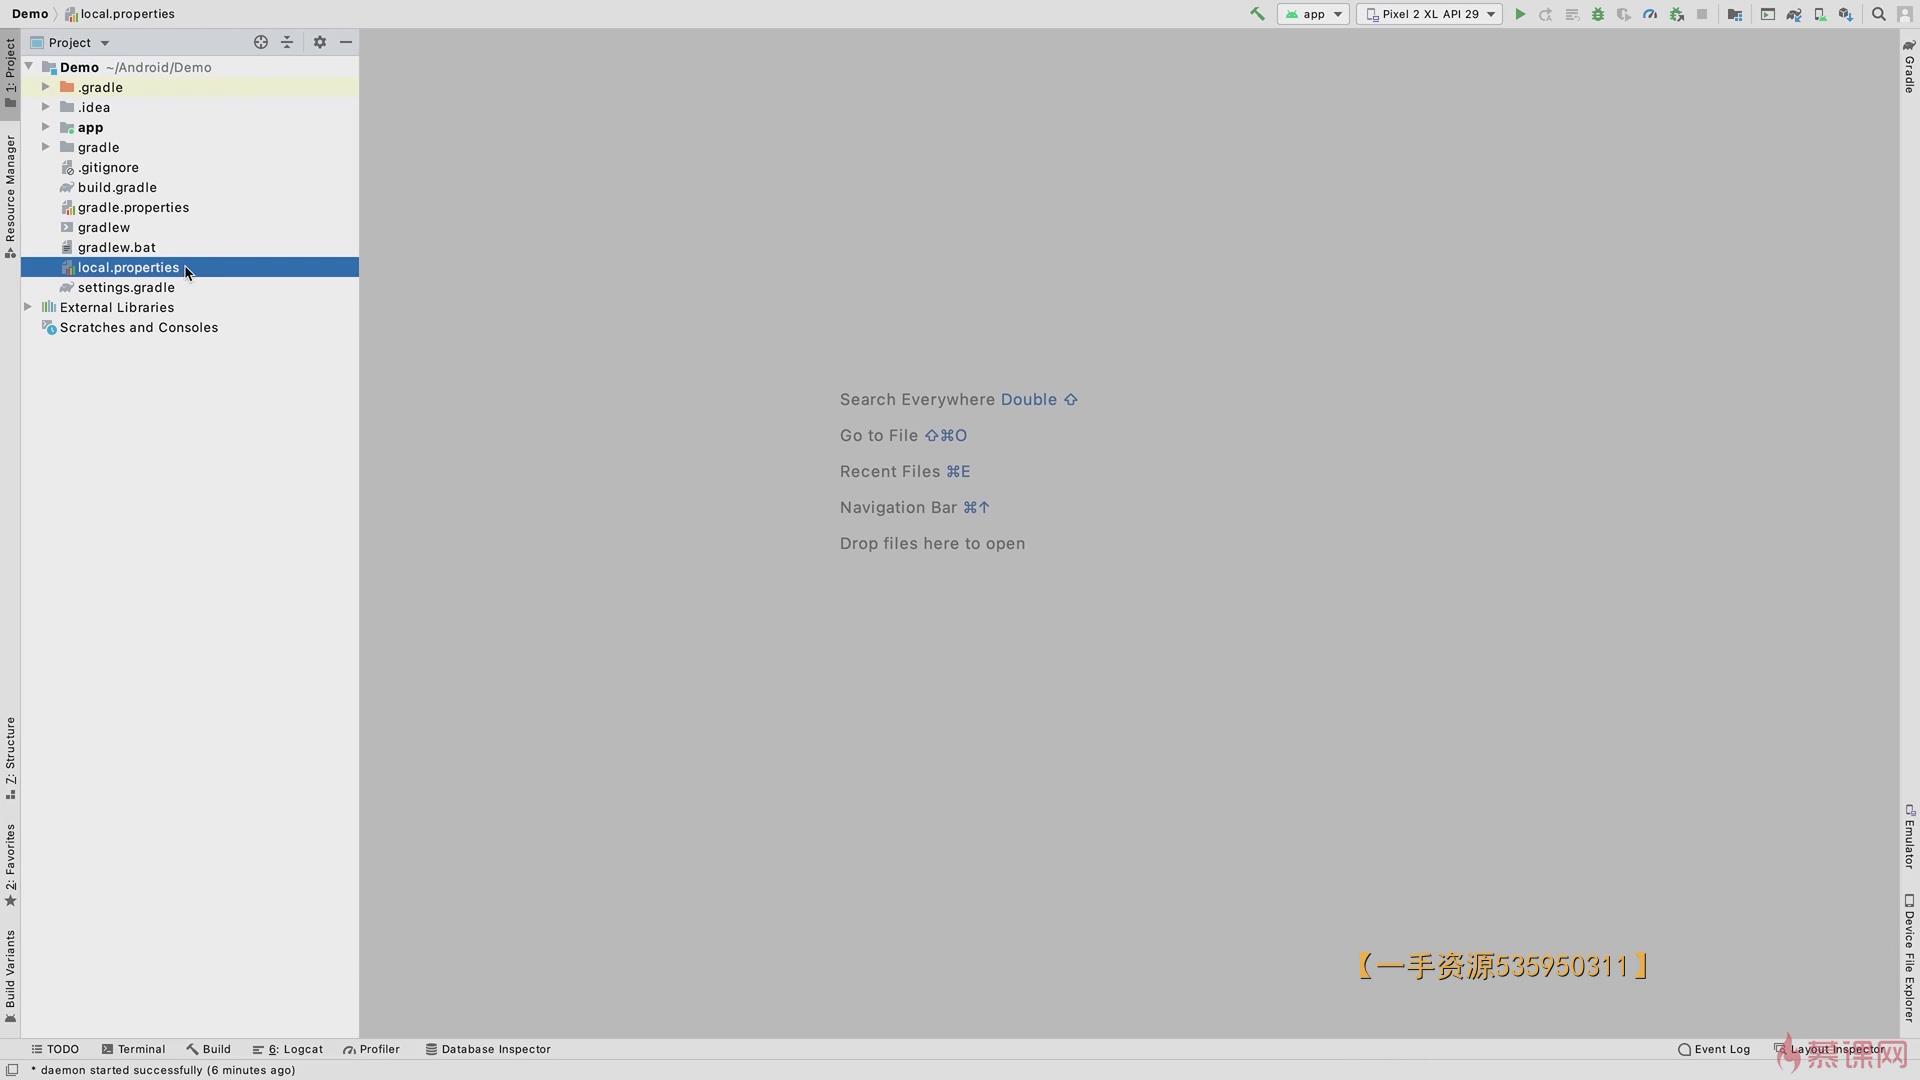 Demo local.properties
app Pixel 2 XL API 29
1: Project
Resource Manager
Z: Structure
2: Favorites
Build Variants
Project
Demo ~/Android/Demo
.gradle
.idea
app
gradle
.gitignore
build.gradle
gradle.properties
gradlew
gradlew.bat
local.properties
settings.gradle
External Libraries
Scratches and Consoles
Search Everywhere Double ⇧
Go to File ⇧⌘O
Recent Files ⌘E
Navigation Bar ⌘↑
Drop files here to open
Gradle
Emulator
Device File Explorer
【一手资源535950311】
TODO Terminal Build 6: Logcat Profiler Database Inspector Event Log Layout Inspector
慕课网
* daemon started successfully (6 minutes ago)